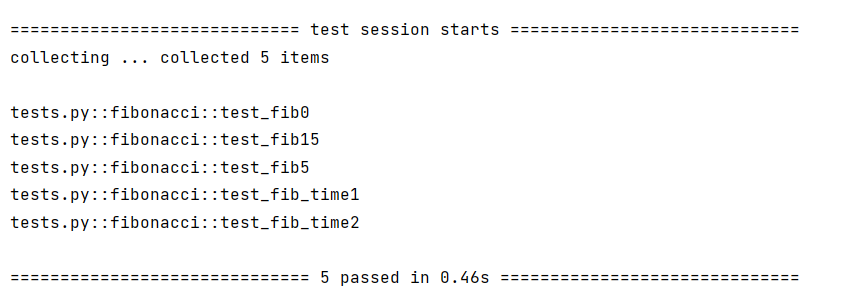 ============================= test session starts =============================
collecting ... collected 5 items
tests.py::fibonacci::test_fib0
tests.py::fibonacci::test_fib15
tests.py::fibonacci::test_fib5
tests.py::fibonacci::test_fib_time1
tests.py::fibonacci::test_fib_time2
============================== 5 passed in 0.46s ==============================